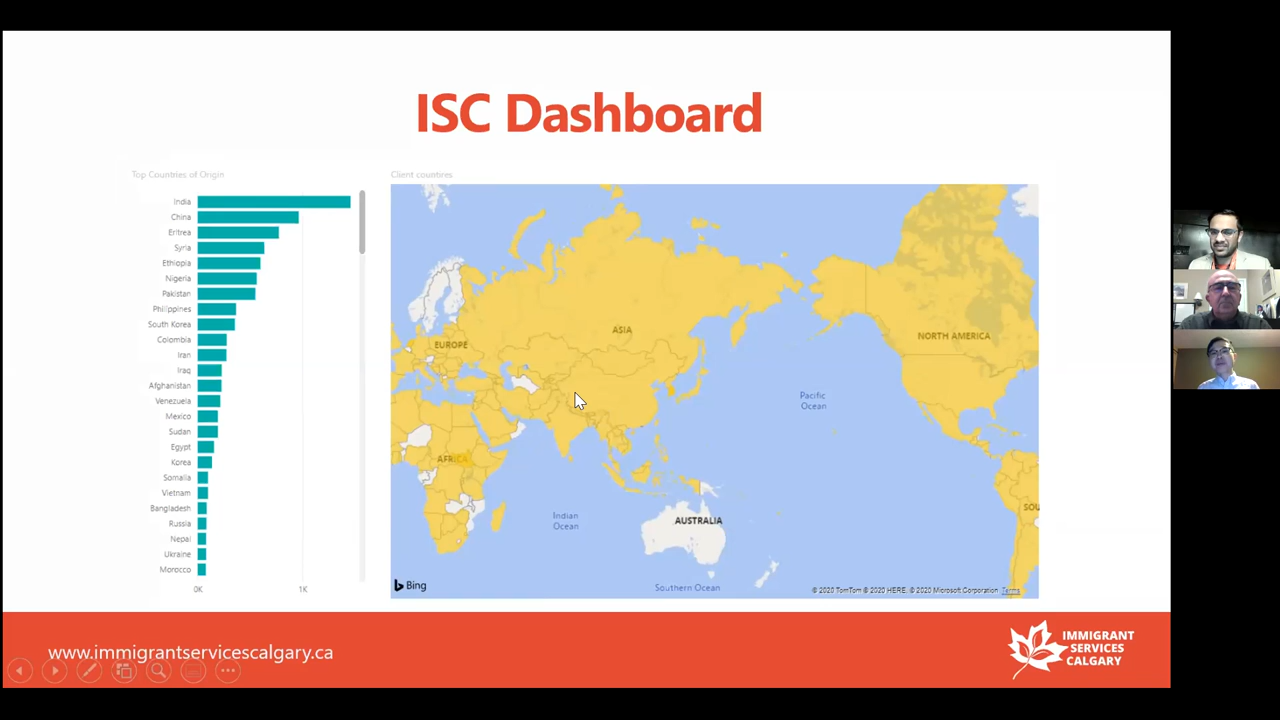 ISC Dashboard
Top Countries of Origin
India
China
Eritrea
Syria
Ethiopia
Nigeria
Pakistan
Philippines
South Korea
Colombia
Iran
Iraq
Afghanistan
Venezuela
Mexico
Sudan
Egypt
Korea
Somalia
Vietnam
Bangladesh
Russia
Nepal
Ukraine
Morocco
0K
1K
Client countires
ASIA
EUROPE
NORTH AMERICA
Pacific
Ocean
AFRICA
SOU
Indian
Ocean
AUSTRALIA
Southern Ocean
Bing
© 2020 TomTom © 2020 HERE, © 2020 Microsoft Corporation Terms
www.immigrantservicescalgary.ca
IMMIGRANT
SERVICES
CALGARY